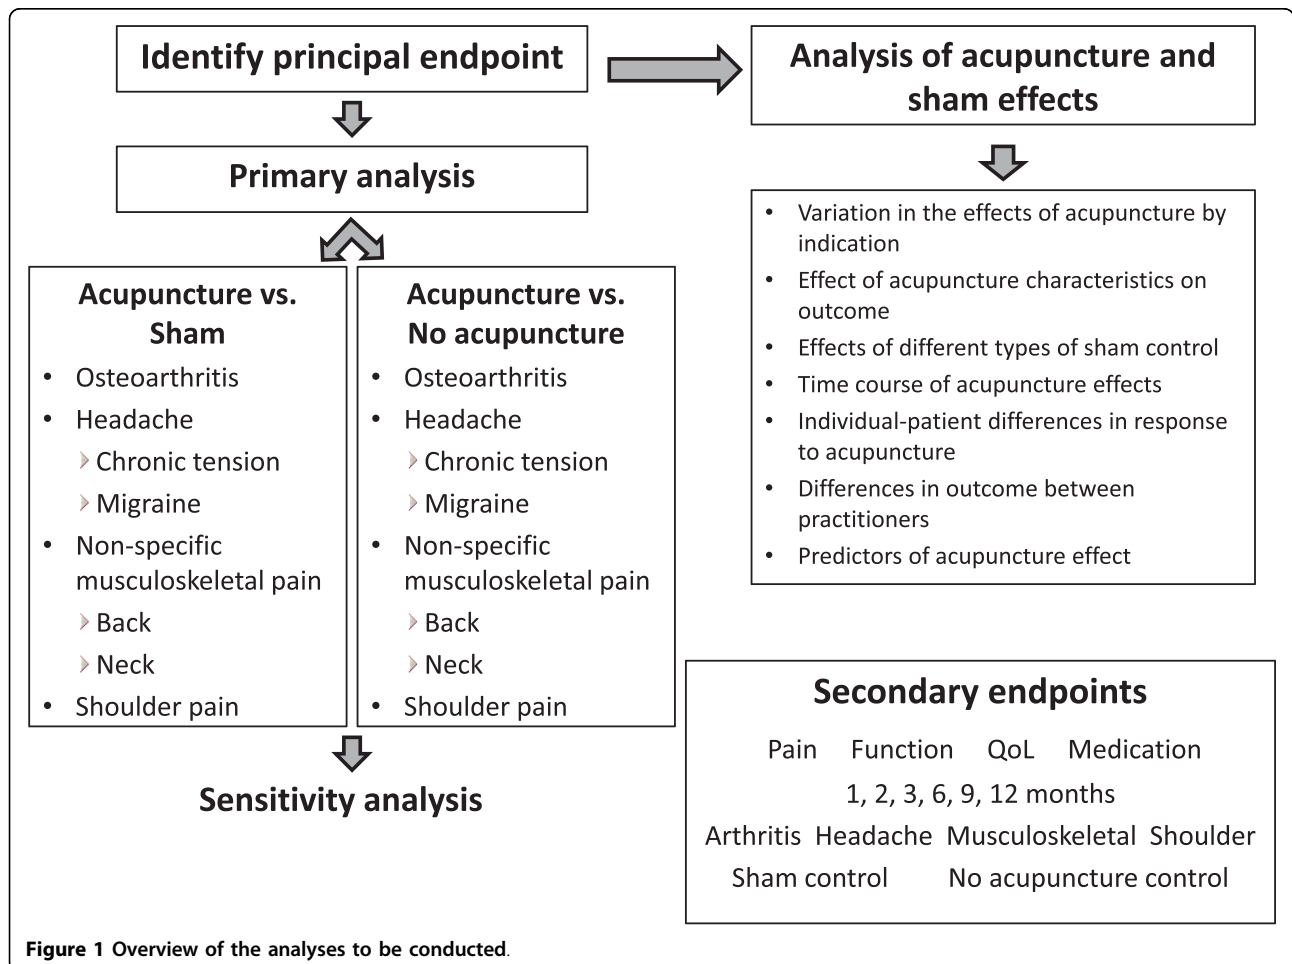 Identify principal endpoint
Primary analysis
Acupuncture vs.
Sham
• Osteoarthritis
• Headache
Chronic tension
Migraine
• Non-specific
musculoskeletal pain
Back
Neck
• Shoulder pain
Acupuncture vs.
No acupuncture
• Osteoarthritis
• Headache
Chronic tension
Migraine
• Non-specific
musculoskeletal pain
Back
Neck
• Shoulder pain
Sensitivity analysis
Analysis of acupuncture and
sham effects
• Variation in the effects of acupuncture by
indication
• Effect of acupuncture characteristics on
outcome
• Effects of different types of sham control
• Time course of acupuncture effects
• Individual-patient differences in response
to acupuncture
• Differences in outcome between
practitioners
• Predictors of acupuncture effect
Secondary endpoints
Pain Function QoL Medication
1, 2, 3, 6, 9, 12 months
Arthritis Headache Musculoskeletal Shoulder
Sham control No acupuncture control
Figure 1 Overview of the analyses to be conducted.